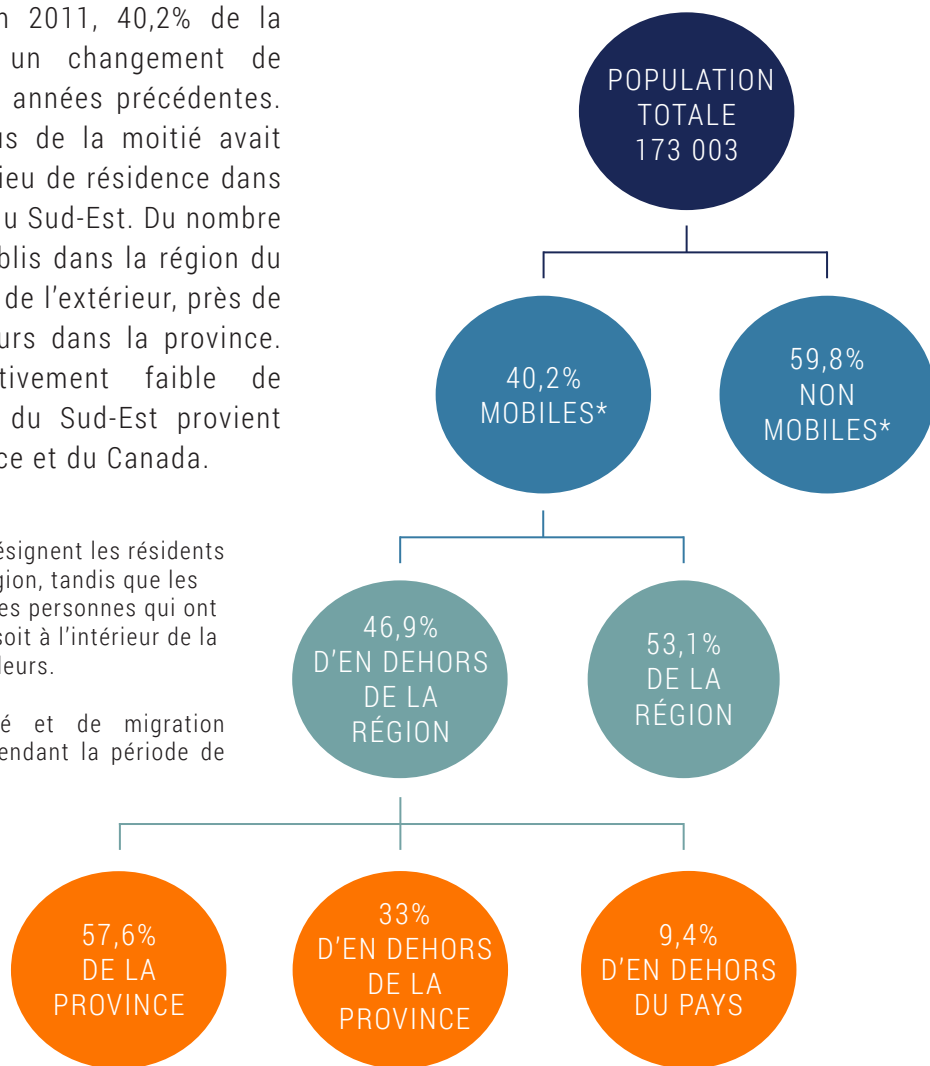 n 2011, 40,2% de la
un changement de
années précédentes.
us de la moitié avait
ieu de résidence dans
u Sud-Est. Du nombre
blis dans la région du
de l’extérieur, près de
urs dans la province.
tivement faible de
du Sud-Est provient
ce et du Canada.
ésignent les résidents
gion, tandis que les
es personnes qui ont
soit à l’intérieur de la
leurs.
é et de migration
endant la période de
POPULATION
TOTALE
173 003
40,2%
MOBILES*
59,8%
NON
MOBILES*
46,9%
D’EN DEHORS
DE LA
RÉGION
53,1%
DE LA
RÉGION
57,6%
DE LA
PROVINCE
33%
D’EN DEHORS
DE LA
PROVINCE
9,4%
D’EN DEHORS
DU PAYS